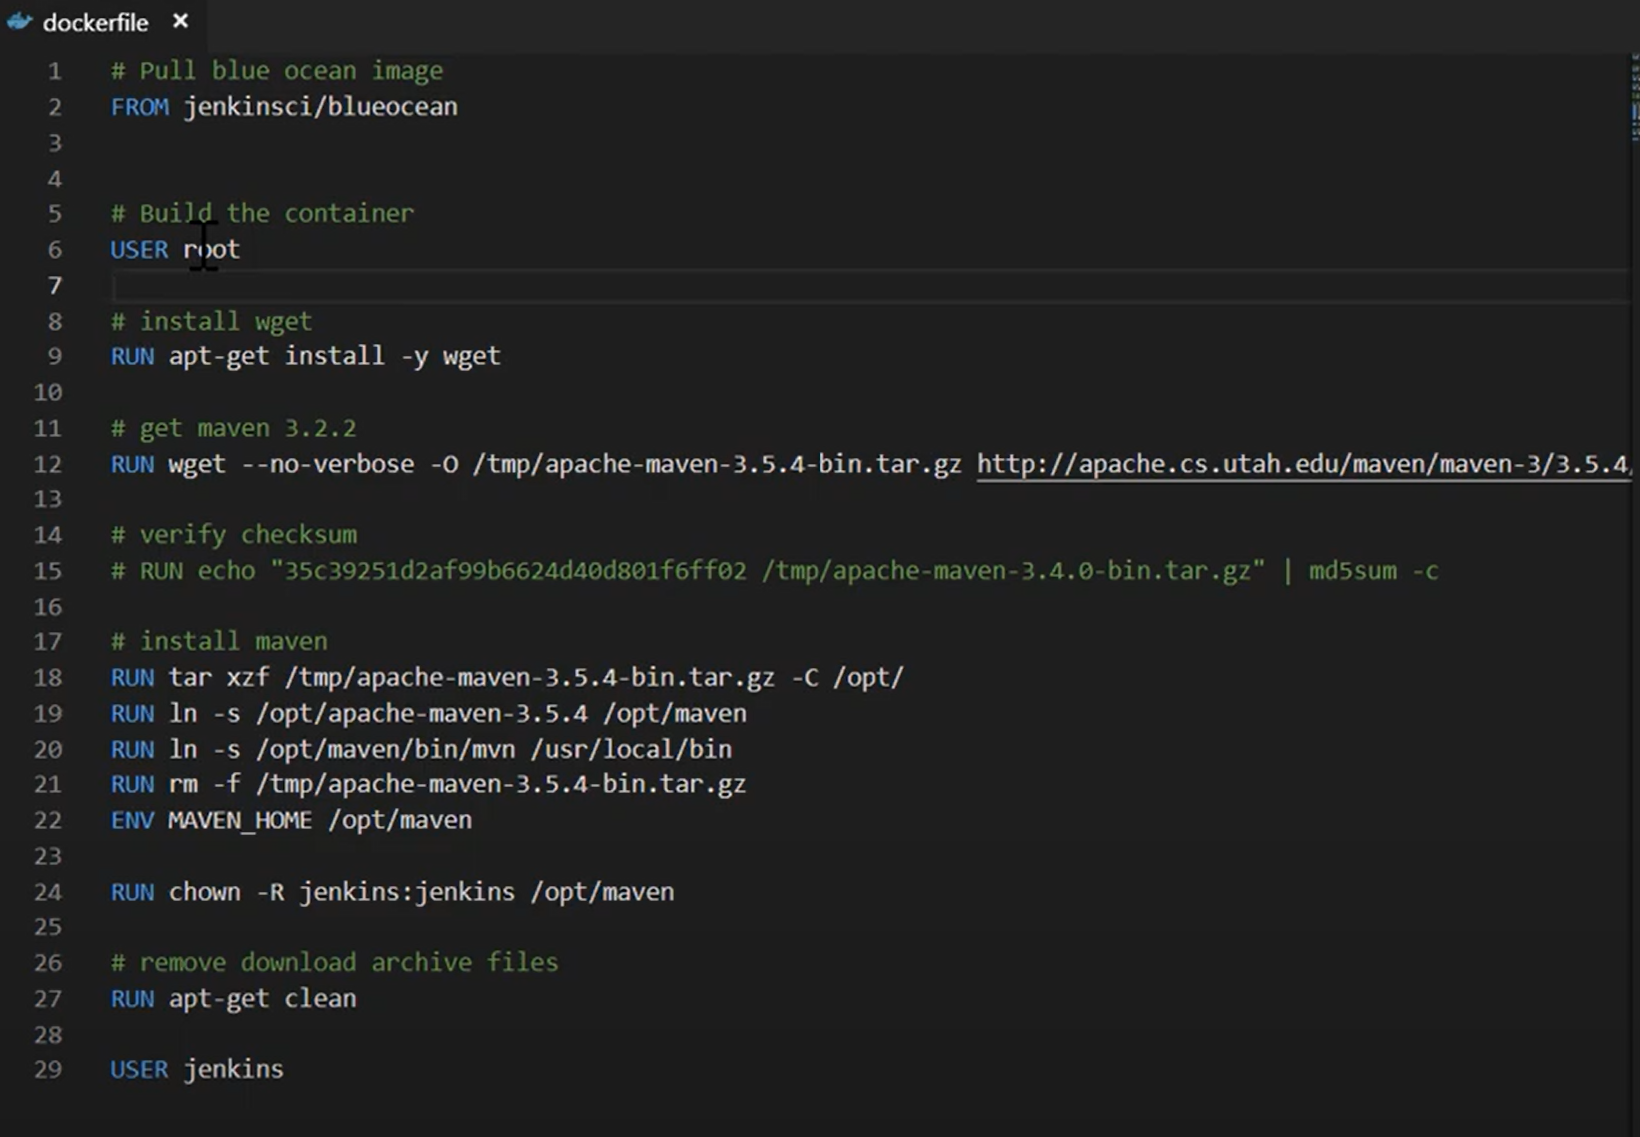 dockerfile ×
1 # Pull blue ocean image
2 FROM jenkinsci/blueocean
3
4
5 # Build the container
6 USER root
7
8 # install wget
9 RUN apt-get install -y wget
10
11 # get maven 3.2.2
12 RUN wget --no-verbose -O /tmp/apache-maven-3.5.4-bin.tar.gz http://apache.cs.utah.edu/maven/maven-3/3.5.4/
13
14 # verify checksum
15 # RUN echo "35c39251d2af99b6624d40d801f6ff02 /tmp/apache-maven-3.4.0-bin.tar.gz" | md5sum -c
16
17 # install maven
18 RUN tar xzf /tmp/apache-maven-3.5.4-bin.tar.gz -C /opt/
19 RUN ln -s /opt/apache-maven-3.5.4 /opt/maven
20 RUN ln -s /opt/maven/bin/mvn /usr/local/bin
21 RUN rm -f /tmp/apache-maven-3.5.4-bin.tar.gz
22 ENV MAVEN_HOME /opt/maven
23
24 RUN chown -R jenkins:jenkins /opt/maven
25
26 # remove download archive files
27 RUN apt-get clean
28
29 USER jenkins